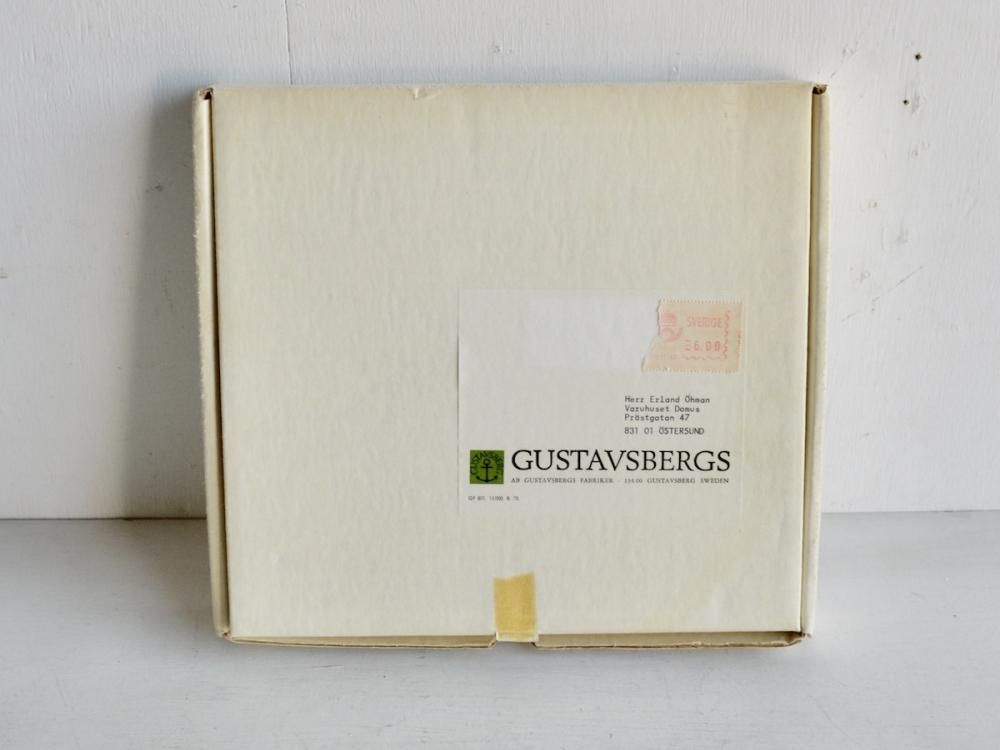 SVERIGE
6.00
Herr Erland Öhman
Varuhuset Domus
Prästgatan 47
831 01 ÖSTERSUND
GUSTAVSBERG
GUSTAVSBERGS
AB GUSTAVSBERGS FABRIKER - 134 00 GUSTAVSBERG SWEDEN